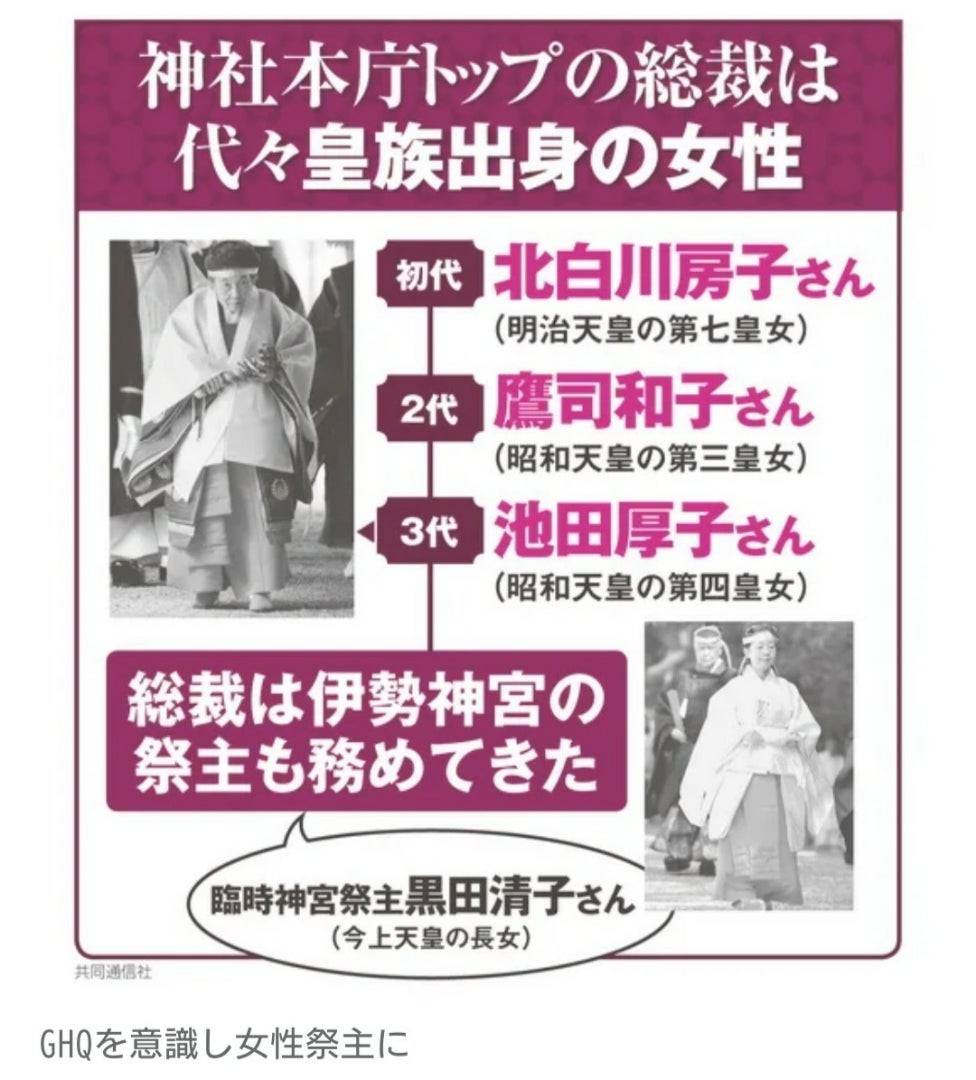 神社本庁トップの総裁は
代々皇族出身の女性
初代
北白川房子さん
(明治天皇の第七皇女)
2代
鷹司和子さん
(昭和天皇の第三皇女)
3代
池田厚子さん
(昭和天皇の第四皇女)
総裁は伊勢神宮の
祭主も務めてきた
臨時神宮祭主黒田清子さん
(今上天皇の長女)
共同通信社
GHQを意識し女性祭主に